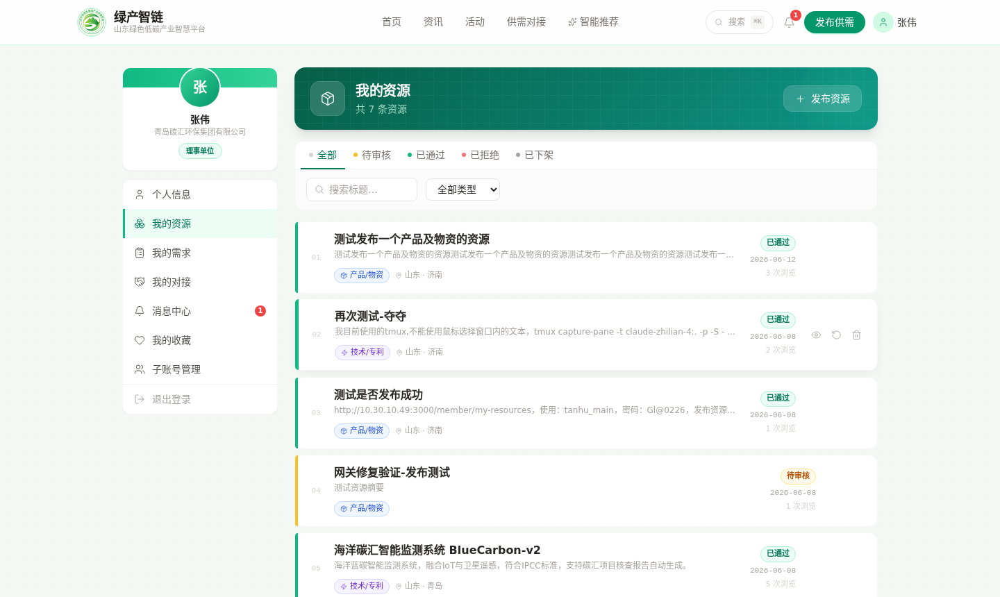 绿产智链
山东绿色低碳产业智慧平台
首页
资讯
活动
供需对接
智能推荐
搜索
⌘K
1
发布供需
张伟
张
张伟
青岛碳汇环保集团有限公司
理事单位
个人信息
我的资源
我的需求
我的对接
消息中心
1
我的收藏
子账号管理
退出登录
我的资源
共 7 条资源
发布资源
全部
待审核
已通过
已拒绝
已下架
搜索标题...
全部类型
01
测试发布一个产品及物资的资源
测试发布一个产品及物资的资源测试发布一个产品及物资的资源测试发布一个产品及物资的资源测试发布一...
产品/物资
山东 · 济南
已通过
2026-06-12
3 次浏览
02
再次测试-夺夺
我目前使用的tmux,不能使用鼠标选择窗口内的文本，tmux capture-pane -t claude-zhilian-4:. -p -S - ...
技术/专利
山东 · 济南
已通过
2026-06-08
2 次浏览
03
测试是否发布成功
http://10.30.10.49:3000/member/my-resources，使用：tanhu_main，密码：Gl@0226，发布资源...
产品/物资
山东 · 济南
已通过
2026-06-08
1 次浏览
04
网关修复验证-发布测试
测试资源摘要
产品/物资
待审核
2026-06-08
1 次浏览
05
海洋碳汇智能监测系统 BlueCarbon-v2
海洋蓝碳智能监测系统，融合IoT与卫星遥感，符合IPCC标准，支持碳汇项目核查报告自动生成。
技术/专利
山东 · 青岛
已通过
2026-06-08
5 次浏览